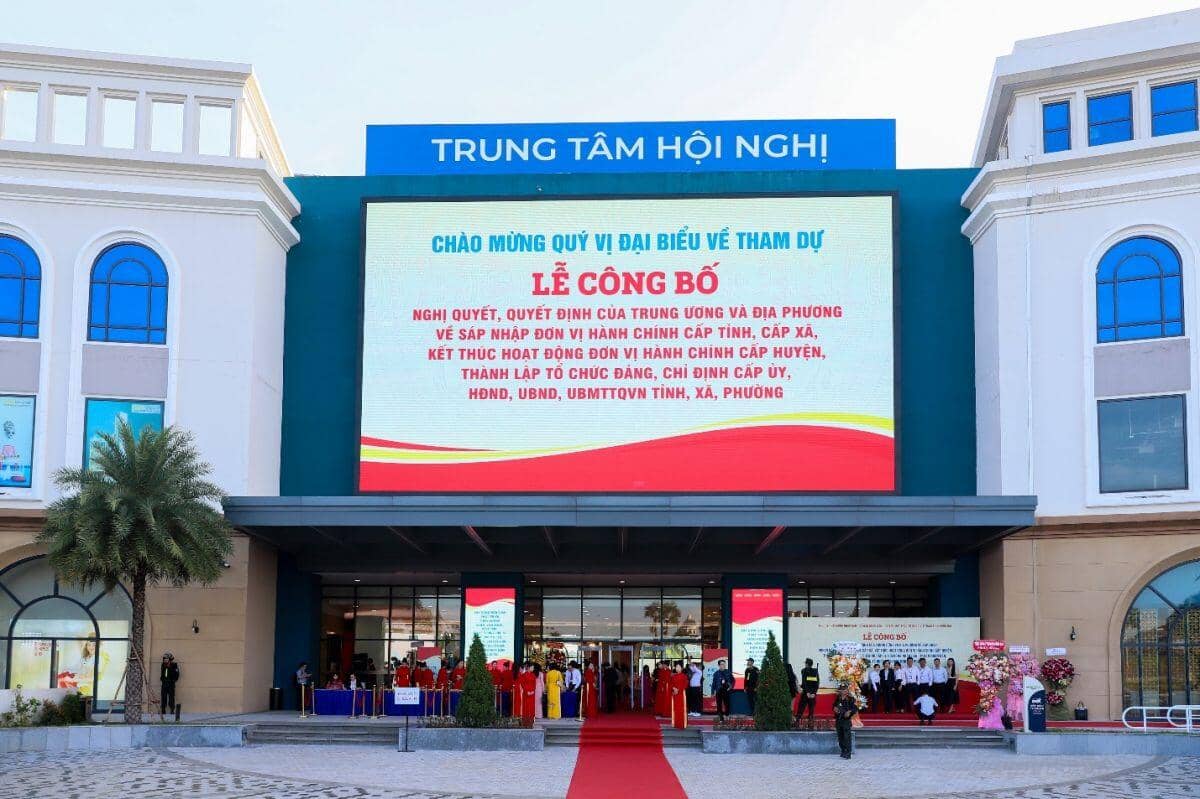 TRUNG TÂM HỘI NGHỊ
CHÀO MỪNG QUÝ VỊ ĐẠI BIỂU VỀ THAM DỰ
LỄ CÔNG BỐ
NGHỊ QUYẾT, QUYẾT ĐỊNH CỦA TRUNG ƯƠNG VÀ ĐỊA PHƯƠNG
VỀ SÁP NHẬP ĐƠN VỊ HÀNH CHÍNH CẤP TỈNH, CẤP XÃ,
KẾT THÚC HOẠT ĐỘNG ĐƠN VỊ HÀNH CHÍNH CẤP HUYỆN,
THÀNH LẬP TỔ CHỨC ĐẢNG, CHỈ ĐỊNH CẤP ỦY,
HĐND, UBND, UBMTTQVN TỈNH, XÃ, PHƯỜNG
LỄ CÔNG BỐ